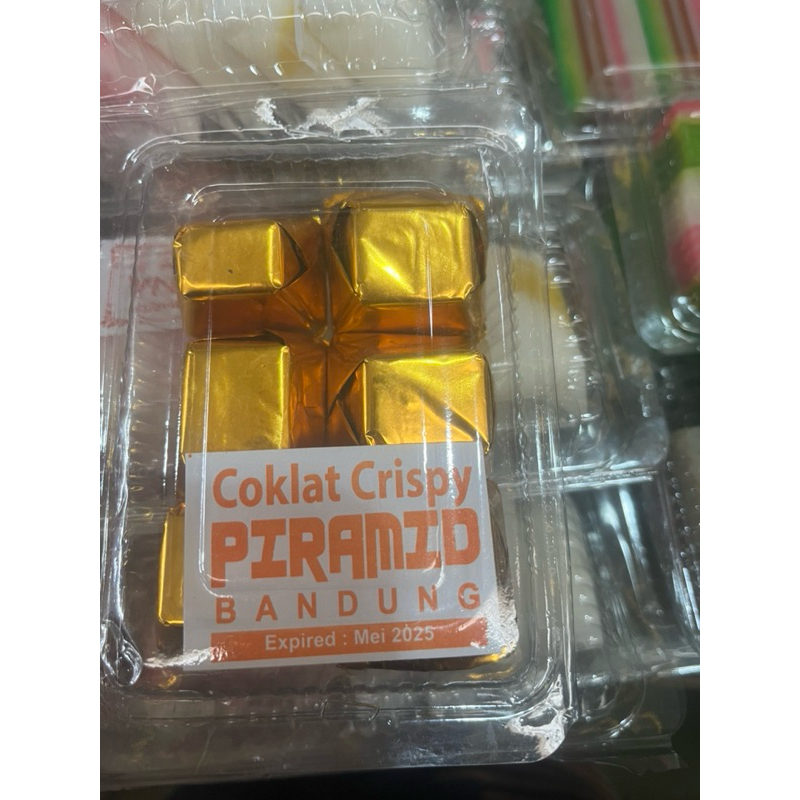 Coklat Crispy
PIRAMID
BANDUNG
Expired : Mei 2025